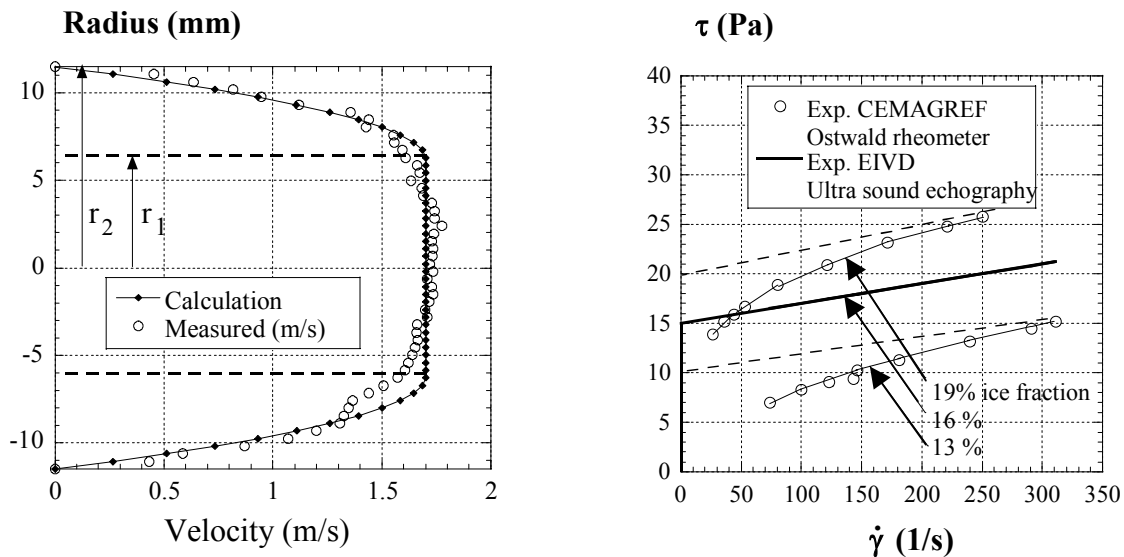 Radius (mm)
10
5
0
-5
-10
r2
r1
Calculation
Measured (m/s)
0
0.5
1
1.5
2
Velocity (m/s)
τ (Pa)
40
35
30
25
20
15
10
5
0
Exp. CEMAGREF
Ostwald rheometer
Exp. EIVD
Ultra sound echography
19% ice fraction
16 %
13 %
0
50
100
150
200
250
300
350
γ̇ (1/s)